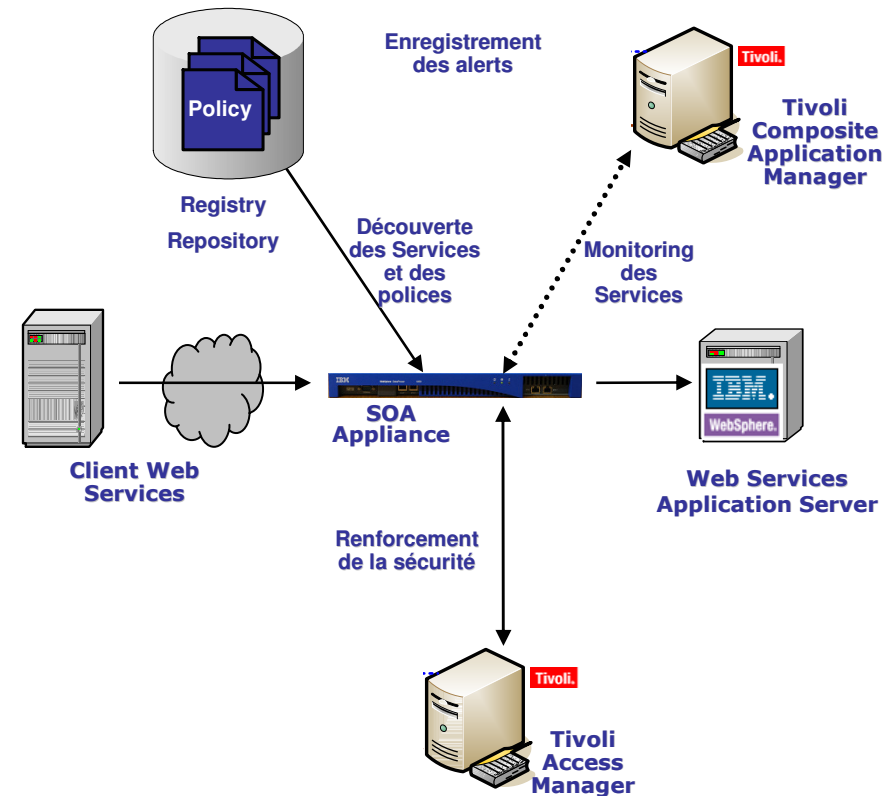 Enregistrement
des alerts
Policy
Tivoli.
Tivoli
Composite
Application
Manager
Registry
Repository
Découverte
des Services
et des
polices
Monitoring
des
Services
IBM
SOA
Appliance
IBM.
WebSphere.
Client Web
Services
Web Services
Application Server
Renforcement
de la sécurité
Tivoli.
Tivoli
Access
Manager